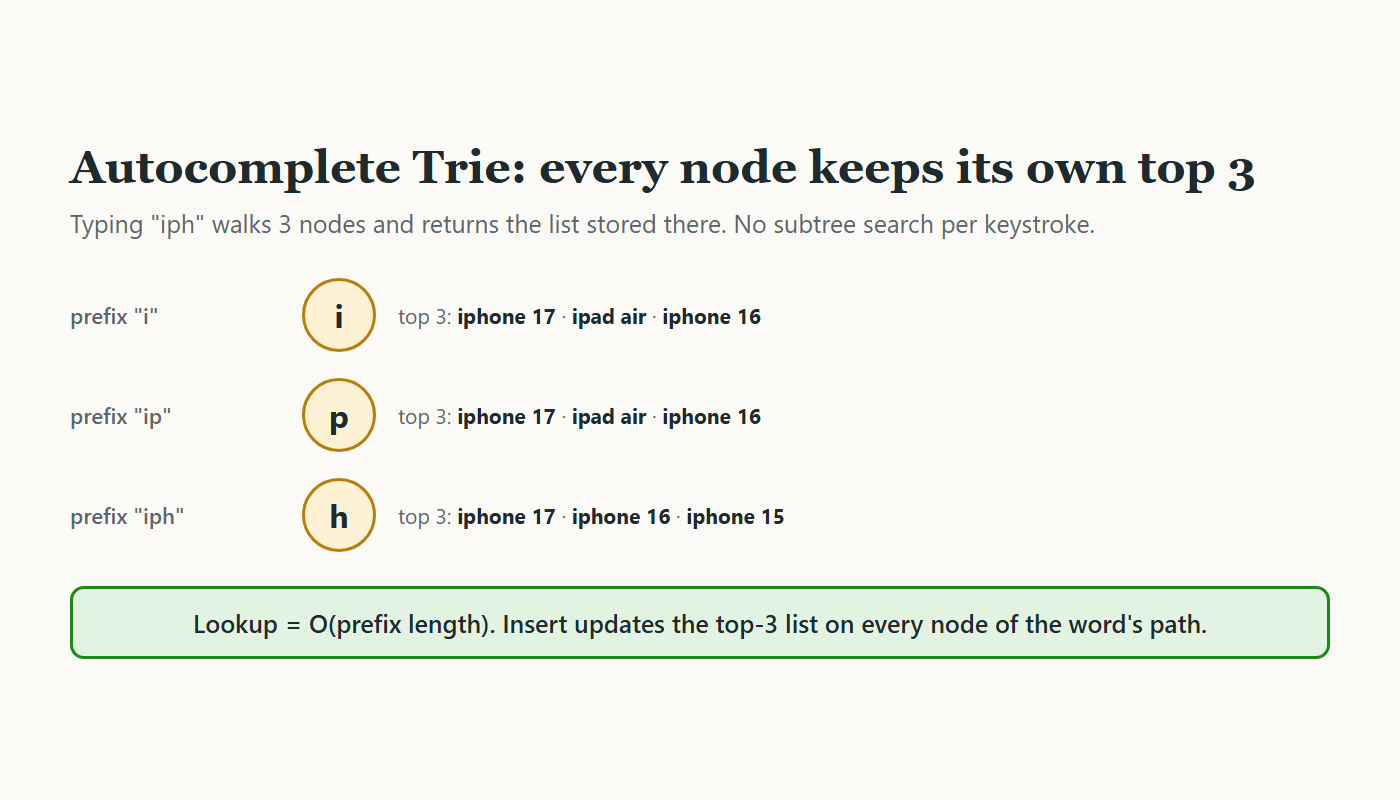 Autocomplete Trie: every node keeps its own top 3
Typing "iph" walks 3 nodes and returns the list stored there. No subtree search per keystroke.
prefix "i" i top 3: iphone 17 · ipad air · iphone 16
prefix "ip" p top 3: iphone 17 · ipad air · iphone 16
prefix "iph" h top 3: iphone 17 · iphone 16 · iphone 15
Lookup = O(prefix length). Insert updates the top-3 list on every node of the word's path.